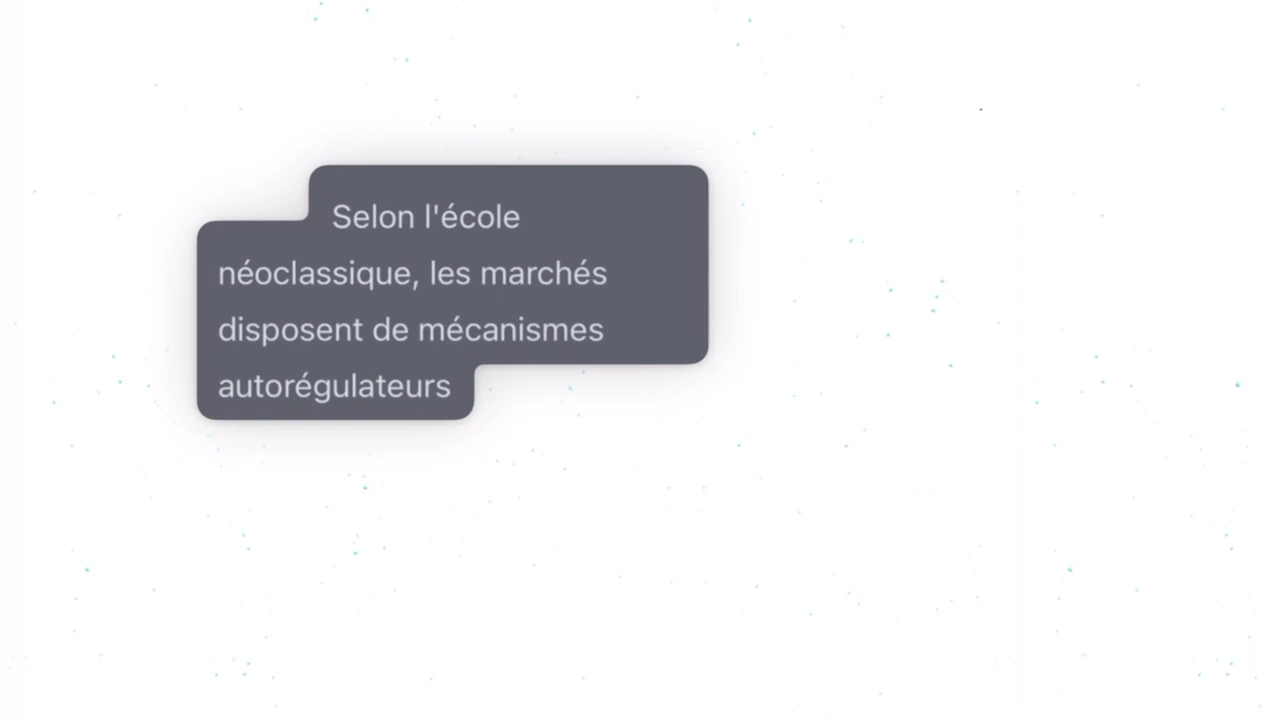 Selon l'école
néoclassique, les marchés
disposent de mécanismes
autorégulateurs